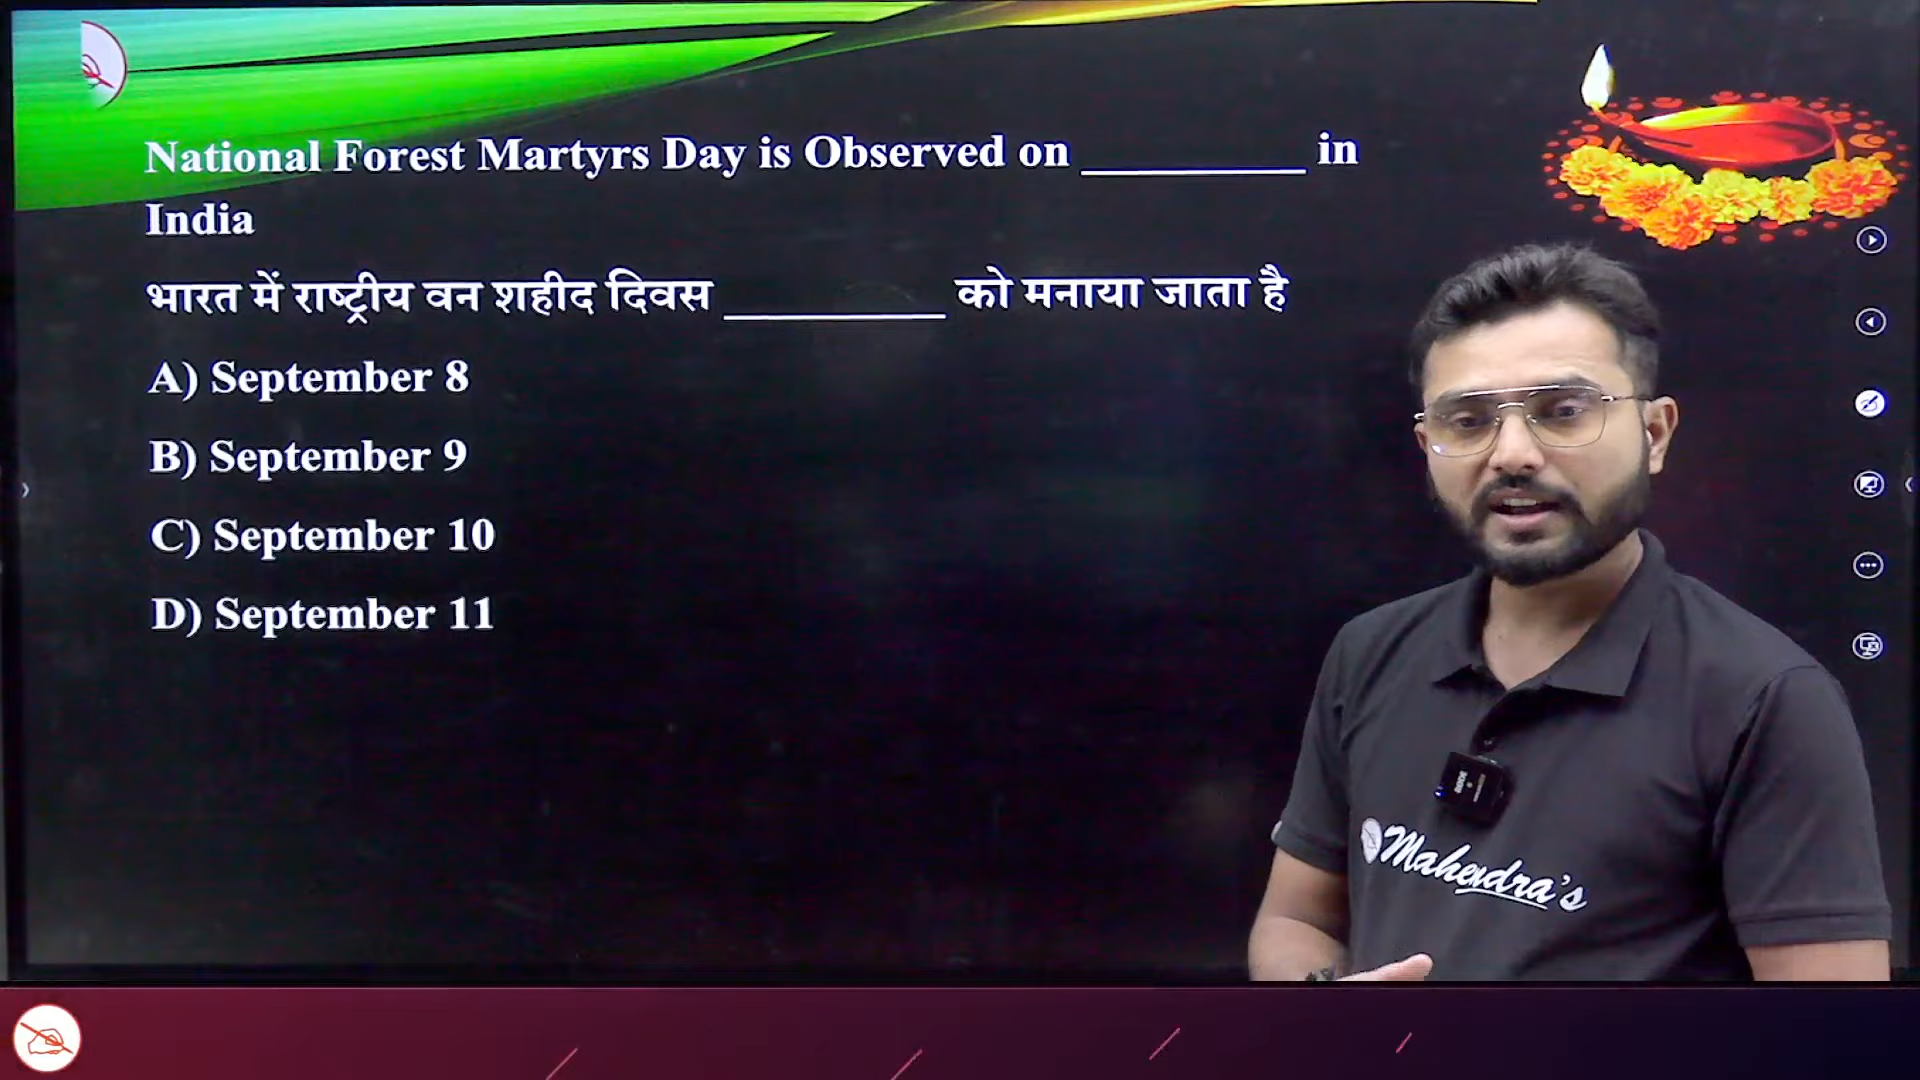 National Forest Martyrs Day is Observed on __________ in
India
भारत में राष्ट्रीय वन शहीद दिवस __________ को मनाया जाता है
A) September 8
B) September 9
C) September 10
D) September 11
RODE
Mahendra's